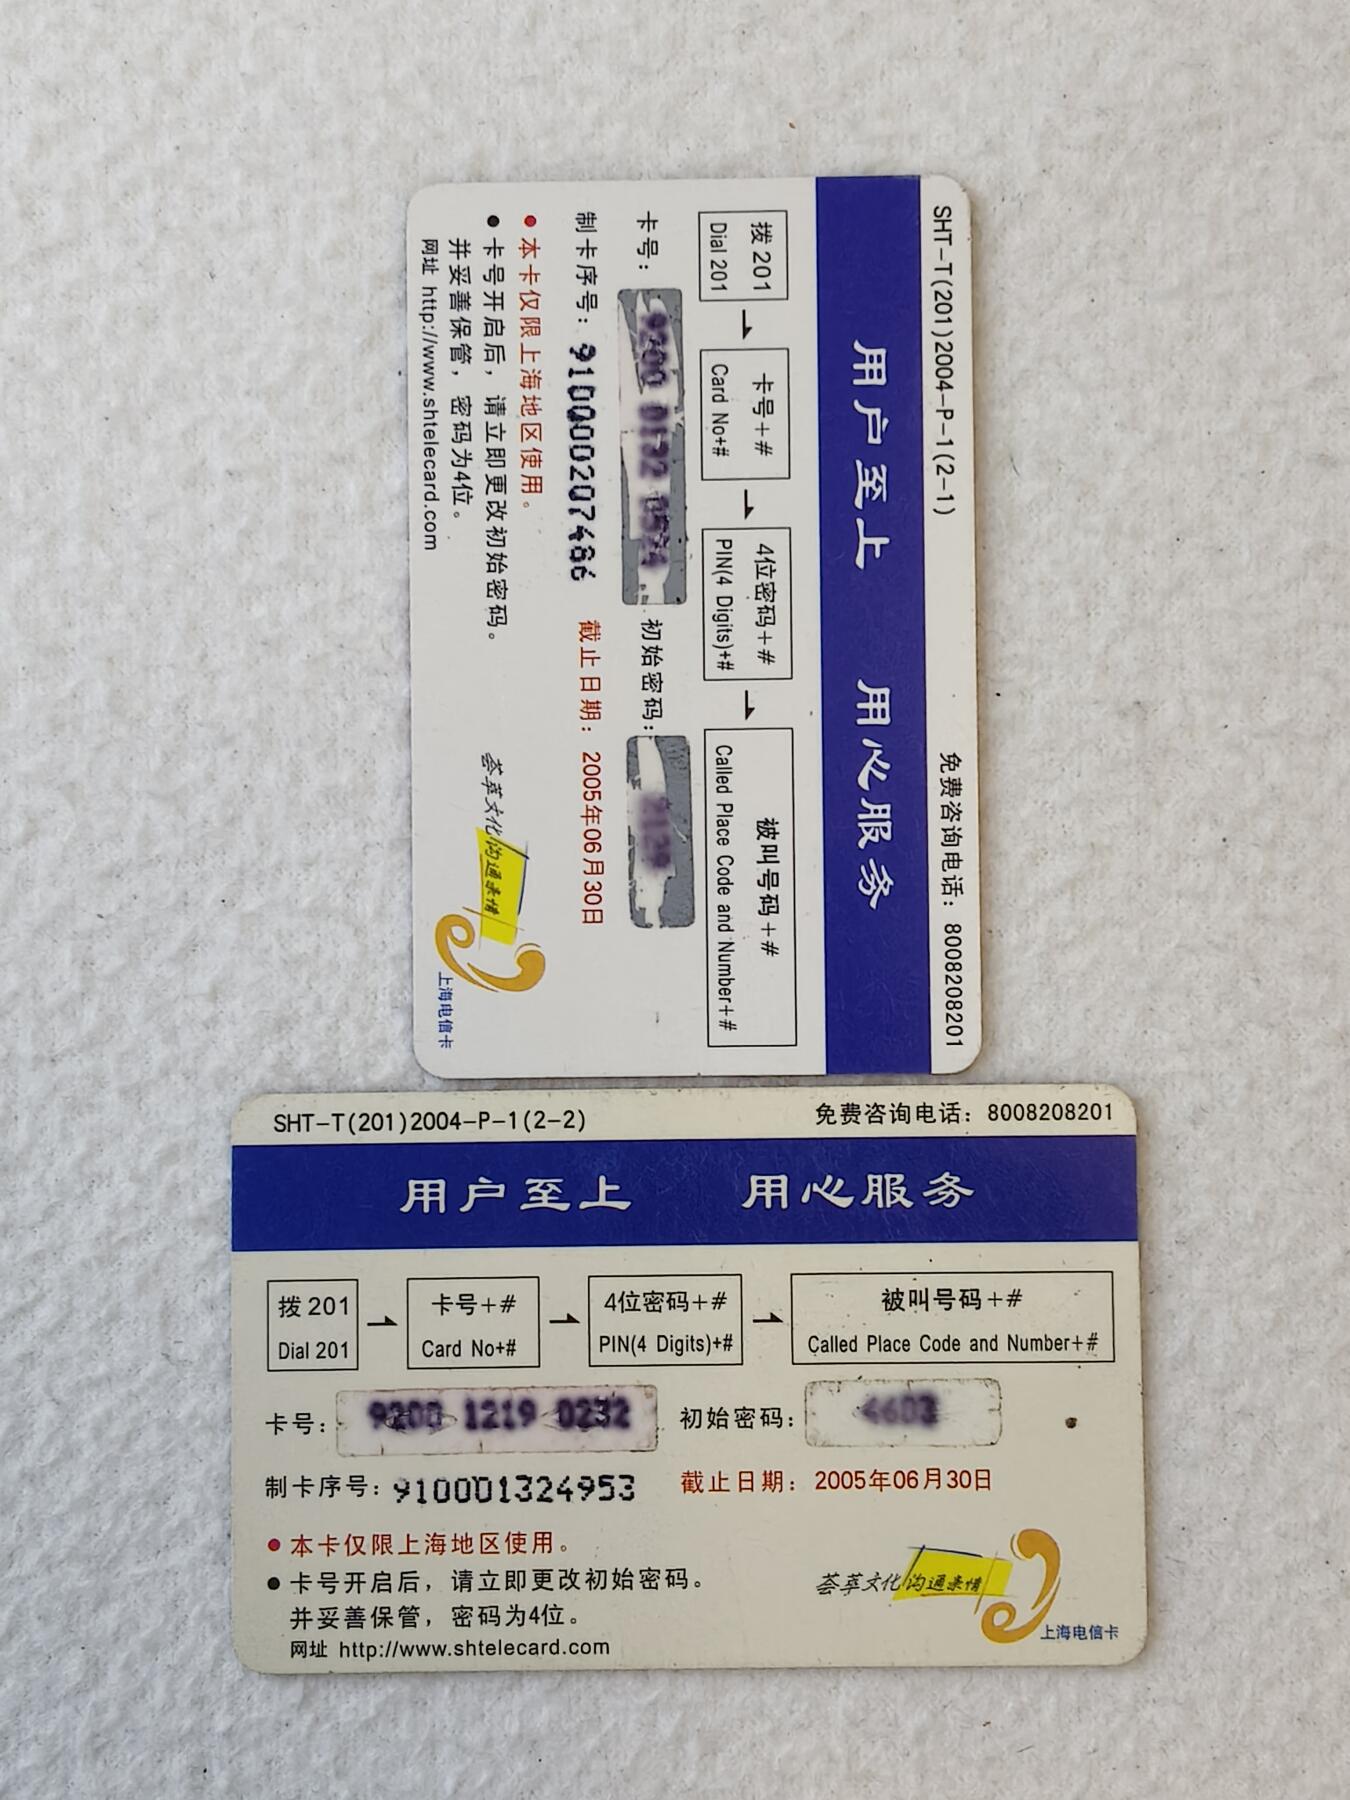 SHT-T(201)2004-P-1(2-1)
免费咨询电话：8008208201
用户至上 用心服务
拨 201
Dial 201
卡号+#
Card No+#
4位密码+#
PIN(4 Digits)+#
被叫号码+#
Called Place Code and Number+#
卡号：
初始密码：
制卡序号：910000207486
截止日期：2005年06月30日
●本卡仅限上海地区使用。
●卡号开启后，请立即更改初始密码。
并妥善保管，密码为4位。
网址 http://www.shtelecard.com
荟萃文化 沟通亲情
上海电信卡
SHT-T(201)2004-P-1(2-2)
免费咨询电话：8008208201
用户至上 用心服务
拨 201
Dial 201
卡号+#
Card No+#
4位密码+#
PIN(4 Digits)+#
被叫号码+#
Called Place Code and Number+#
卡号：9200 1219 0232
初始密码：4603
制卡序号：910001324953
截止日期：2005年06月30日
●本卡仅限上海地区使用。
●卡号开启后，请立即更改初始密码。
并妥善保管，密码为4位。
网址 http://www.shtelecard.com
荟萃文化 沟通亲情
上海电信卡